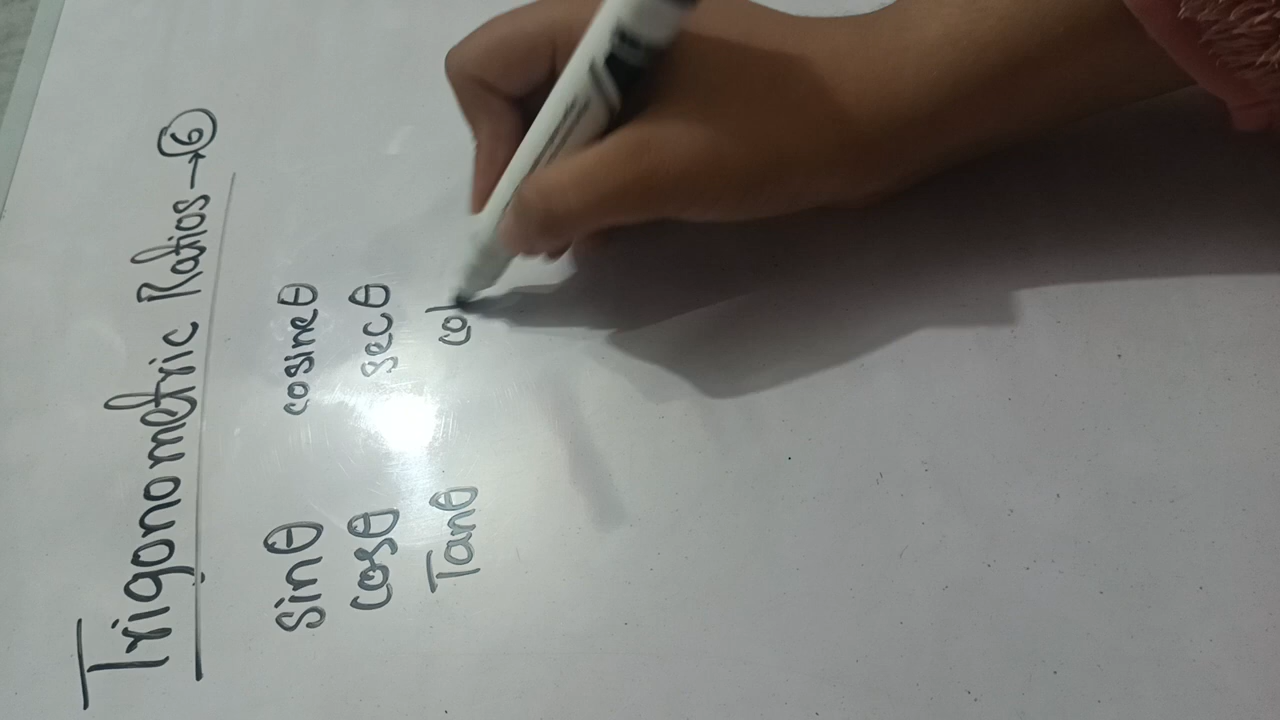 Trigonometric Ratios → 6
sinθ cosineθ
cosθ secθ
Tanθ co